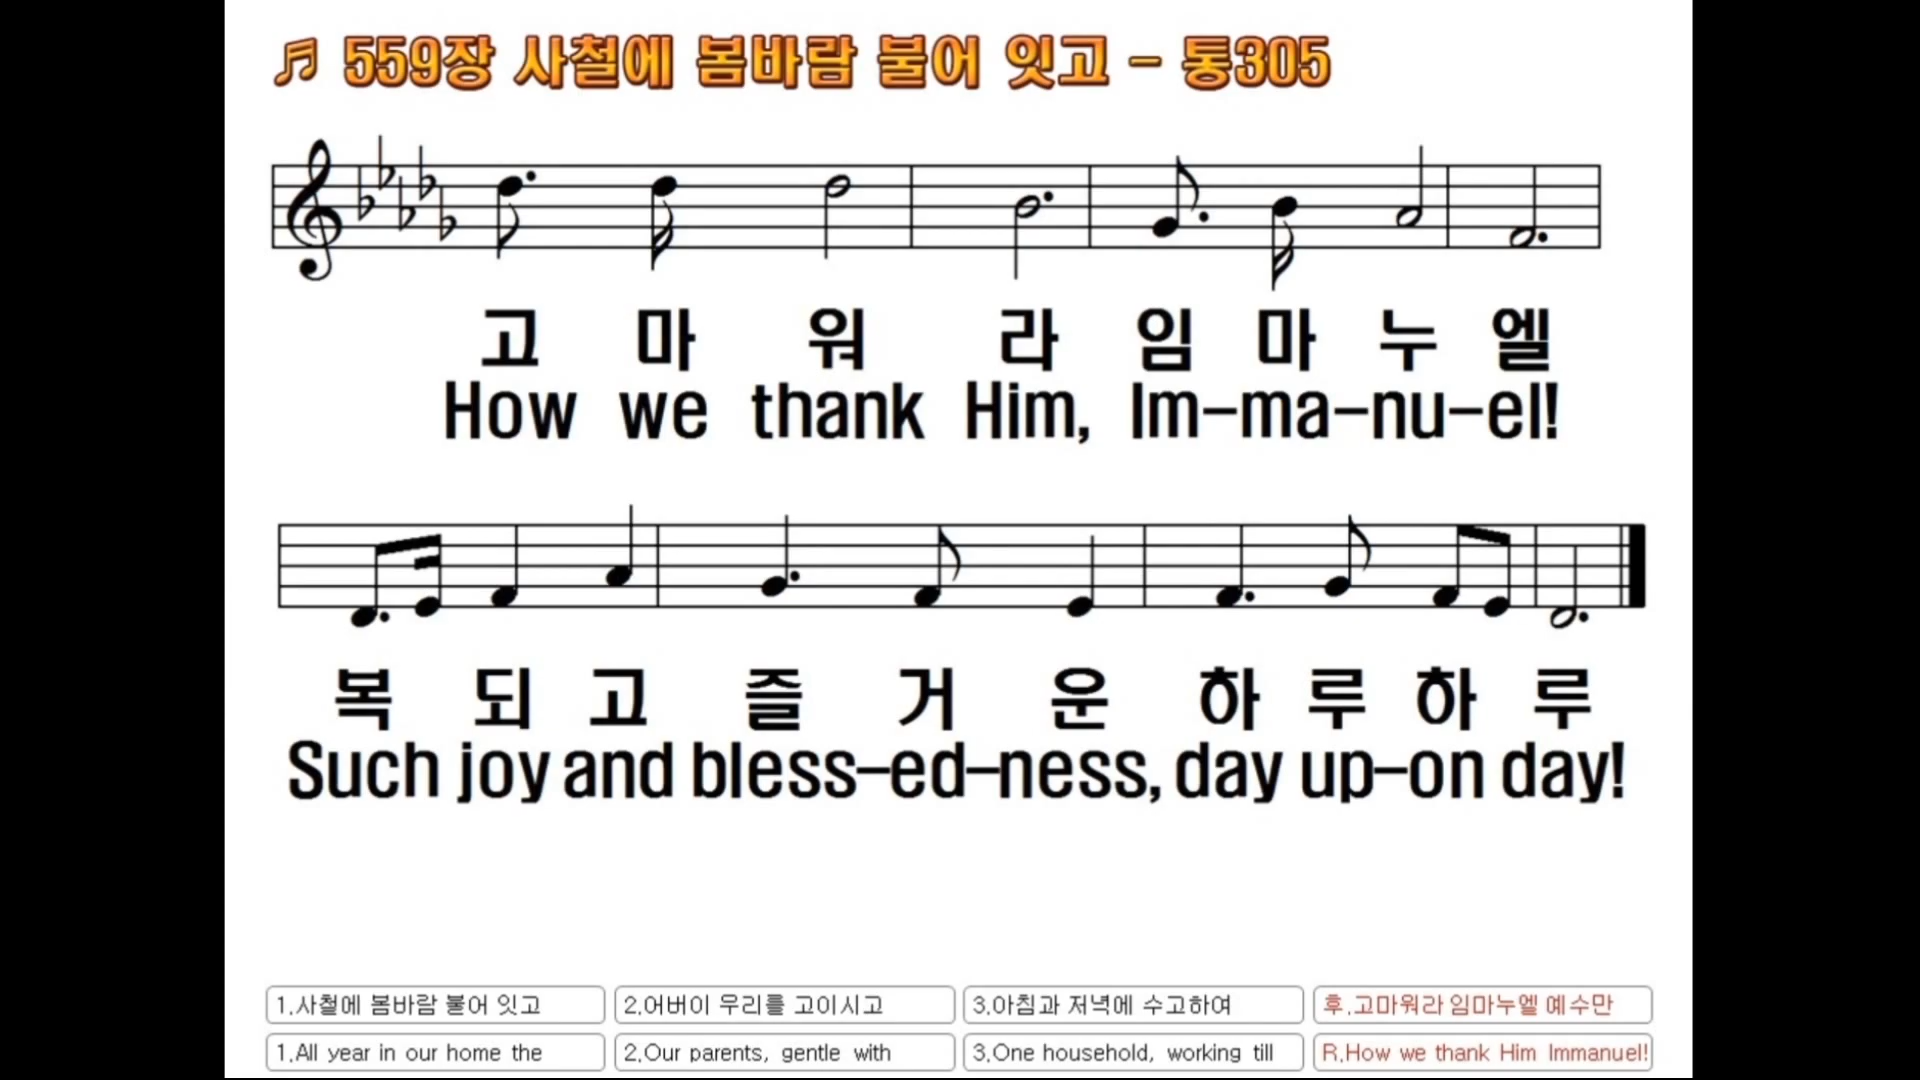 559장 사철에 봄바람 불어 잇고 - 통305
고 마 워 라 임 마 누 엘
How we thank Him, Im-ma-nu-el!
복 되 고 즐 거 운 하 루 하 루
Such joy and bless-ed-ness, day up-on day!
1.사철에 봄바람 불어 잇고 2.어버이 우리를 고이시고 3.아침과 저녁에 수고하여 후.고마워라 임마누엘 예수만
1.All year in our home the 2.Our parents, gentle with 3.One household, working till R.How we thank Him Immanuel!